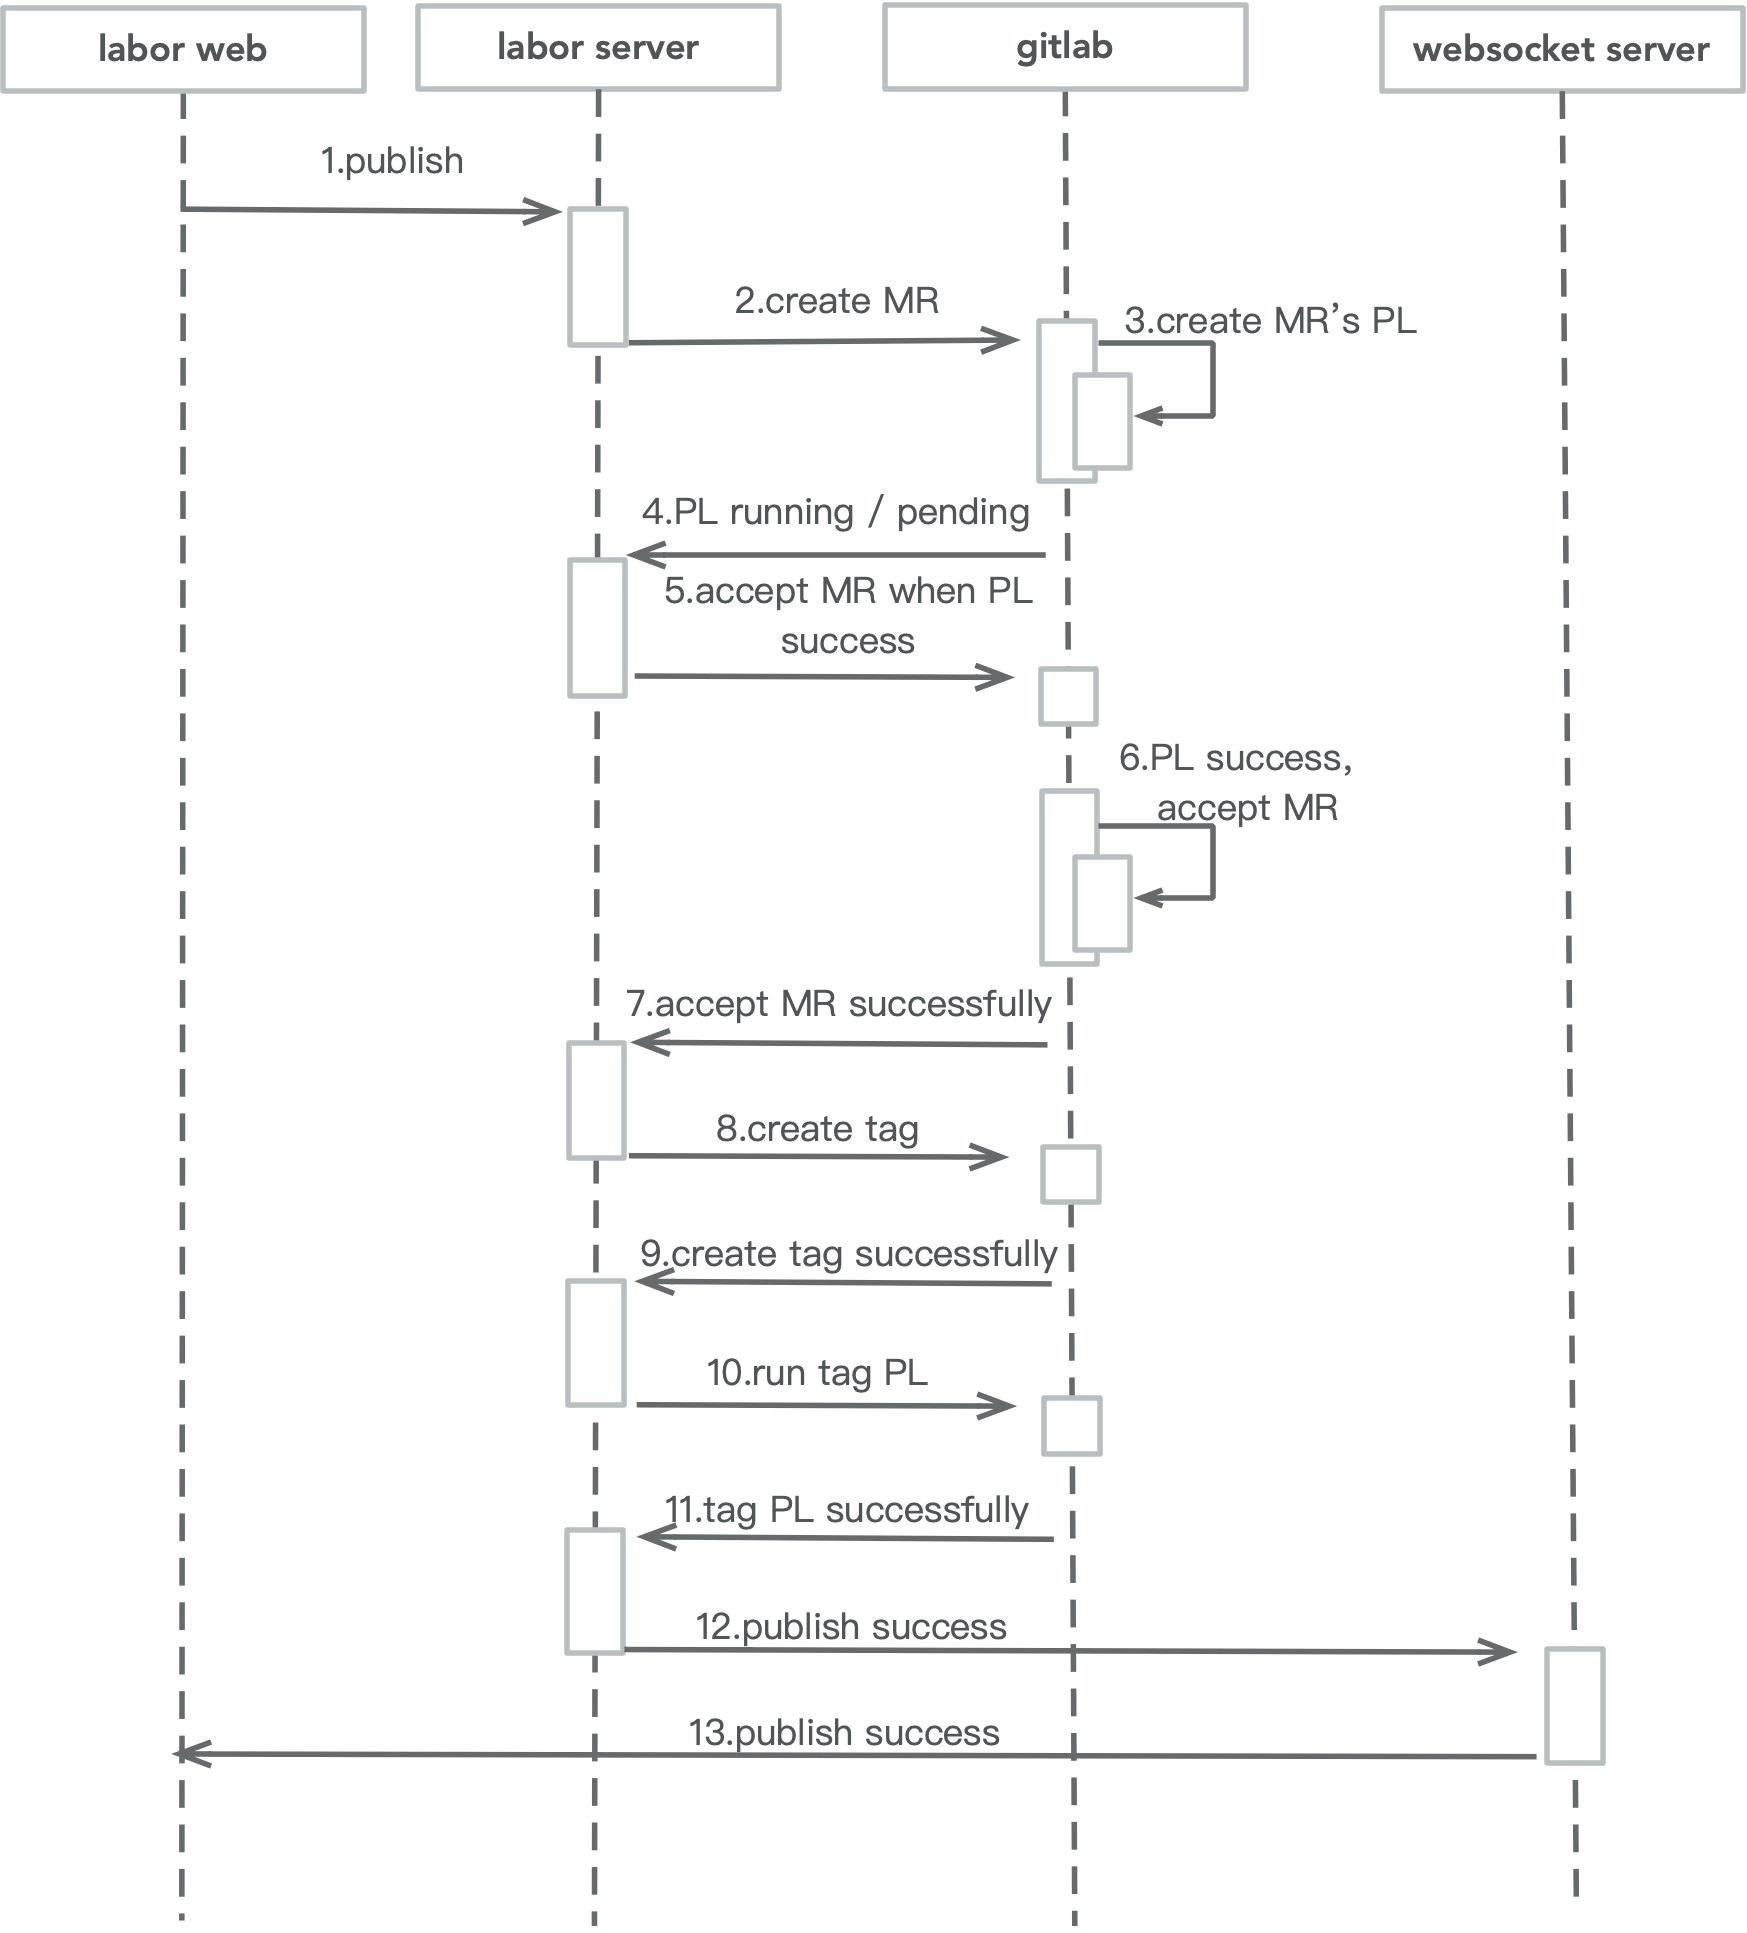 labor web
labor server
gitlab
websocket server
1.publish
2.create MR
3.create MR’s PL
4.PL running / pending
5.accept MR when PL
success
6.PL success,
accept MR
7.accept MR successfully
8.create tag
9.create tag successfully
10.run tag PL
11.tag PL successfully
12.publish success
13.publish success